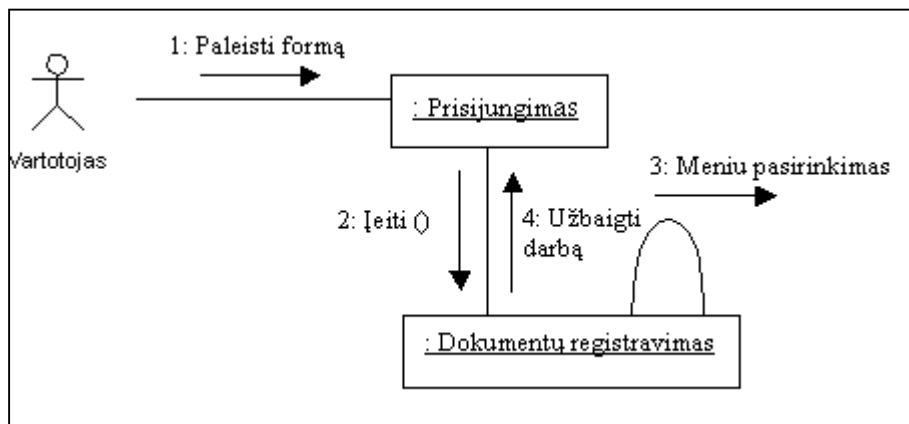 1: Paleisti formą
: Prisijungimas
Vartotojas
3: Meniu pasirinkimas
2: Įeiti ()
4: Užbaigti
darbą
: Dokumentų registravimas